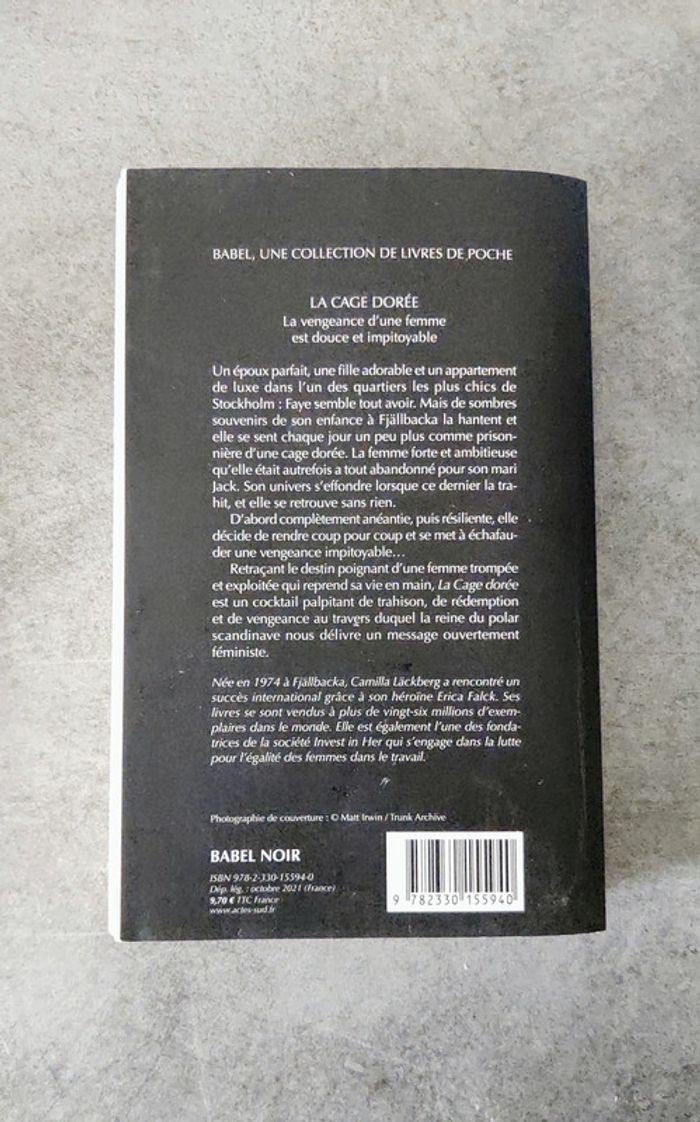 BABEL, UNE COLLECTION DE LIVRES DE POCHE
LA CAGE DORÉE
La vengeance d'une femme
est douce et impitoyable
Un époux parfait, une fille adorable et un appartement
de luxe dans l'un des quartiers les plus chics de
Stockholm : Faye semble tout avoir. Mais de sombres
souvenirs de son enfance à Fjällbacka la hantent et
elle se sent chaque jour un peu plus comme prison-
nière d'une cage dorée. La femme forte et ambitieuse
qu'elle était autrefois a tout abandonné pour son mari
Jack. Son univers s'effondre lorsque ce dernier la tra-
hit, et elle se retrouve sans rien.
D'abord complètement anéantie, puis résiliente, elle
décide de rendre coup pour coup et se met à échafau-
der une vengeance impitoyable...
Retraçant le destin poignant d'une femme trompée
et exploitée qui reprend sa vie en main, La Cage dorée
est un cocktail palpitant de trahison, de rédemption
et de vengeance au travers duquel la reine du polar
scandinave nous délivre un message ouvertement
féministe.
Née en 1974 à Fjällbacka, Camilla Läckberg a rencontré un
succès international grâce à son héroïne Erica Falck. Ses
livres se sont vendus à plus de vingt-six millions d'exem-
plaires dans le monde. Elle est également l'une des fonda-
trices de la société Invest in Her qui s'engage dans la lutte
pour l'égalité des femmes dans le travail.
Photographie de couverture : © Matt Irwin / Trunk Archive
BABEL NOIR
ISBN 978-2-330-15594-0
Dép. lég. : octobre 2021 (France)
9,70 € TTC France
www.actes-sud.fr
9 782330 155940